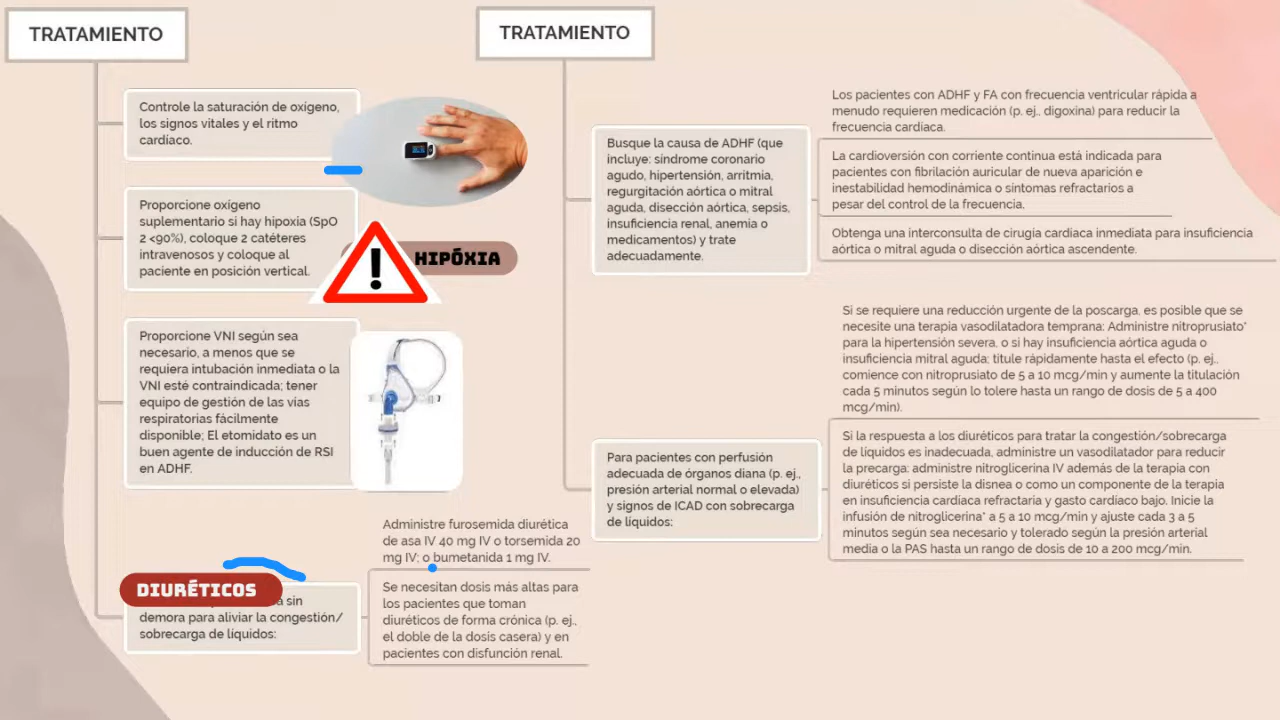 TRATAMIENTO
Controle la saturación de oxígeno,
los signos vitales y el ritmo
cardíaco.
Proporcione oxígeno
suplementario si hay hipoxia (SpO
2 <90%), coloque 2 catéteres
intravenosos y coloque al
paciente en posición vertical.
HIPÓXIA
Proporcione VNI según sea
necesario, a menos que se
requiera intubación inmediata o la
VNI esté contraindicada; tener
equipo de gestión de las vías
respiratorias fácilmente
disponible; El etomidato es un
buen agente de inducción de RSI
en ADHF.
DIURÉTICOS
sin
demora para aliviar la congestión/
sobrecarga de líquidos:
Administre furosemida diurética
de asa IV 40 mg IV o torsemida 20
mg IV; o bumetanida 1 mg IV.
Se necesitan dosis más altas para
los pacientes que toman
diuréticos de forma crónica (p. ej.,
el doble de la dosis casera) y en
pacientes con disfunción renal.
TRATAMIENTO
Busque la causa de ADHF (que
incluye: síndrome coronario
agudo, hipertensión, arritmia,
regurgitación aórtica o mitral
aguda, disección aórtica, sepsis,
insuficiencia renal, anemia o
medicamentos) y trate
adecuadamente.
Los pacientes con ADHF y FA con frecuencia ventricular rápida a
menudo requieren medicación (p. ej., digoxina) para reducir la
frecuencia cardíaca.
La cardioversión con corriente continua está indicada para
pacientes con fibrilación auricular de nueva aparición e
inestabilidad hemodinámica o síntomas refractarios a
pesar del control de la frecuencia.
Obtenga una interconsulta de cirugía cardíaca inmediata para insuficiencia
aórtica o mitral aguda o disección aórtica ascendente.
Para pacientes con perfusión
adecuada de órganos diana (p. ej.,
presión arterial normal o elevada)
y signos de ICAD con sobrecarga
de líquidos:
Si se requiere una reducción urgente de la poscarga, es posible que se
necesite una terapia vasodilatadora temprana: Administre nitroprusiato*
para la hipertensión severa, o si hay insuficiencia aórtica aguda o
insuficiencia mitral aguda; titule rápidamente hasta el efecto (p. ej.,
comience con nitroprusiato de 5 a 10 mcg/min y aumente la titulación
cada 5 minutos según lo tolere hasta un rango de dosis de 5 a 400
mcg/min).
Si la respuesta a los diuréticos para tratar la congestión/sobrecarga
de líquidos es inadecuada, administre un vasodilatador para reducir
la precarga: administre nitroglicerina IV además de la terapia con
diuréticos si persiste la disnea o como un componente de la terapia
en insuficiencia cardíaca refractaria y gasto cardíaco bajo. Inicie la
infusión de nitroglicerina* a 5 a 10 mcg/min y ajuste cada 3 a 5
minutos según sea necesario y tolerado según la presión arterial
media o la PAS hasta un rango de dosis de 10 a 200 mcg/min.